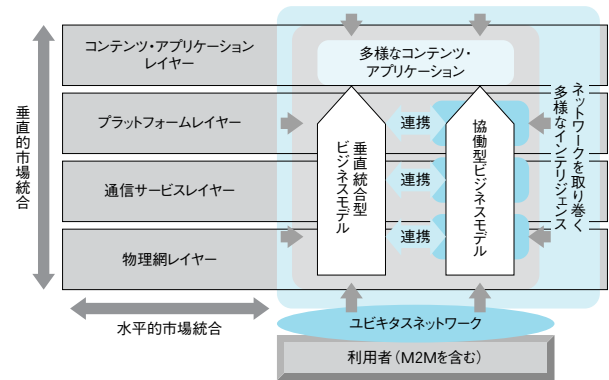 コンテンツ・アプリケーション
レイヤー
多様なコンテンツ・
アプリケーション
垂直的市場統合
プラットフォームレイヤー
連携
通信サービスレイヤー
連携
物理網レイヤー
連携
垂直統合型
ビジネスモデル
協働型ビジネスモデル
ネットワークを取り巻く
多様なインテリジェンス
水平的市場統合
ユビキタスネットワーク
利用者（M2Mを含む）